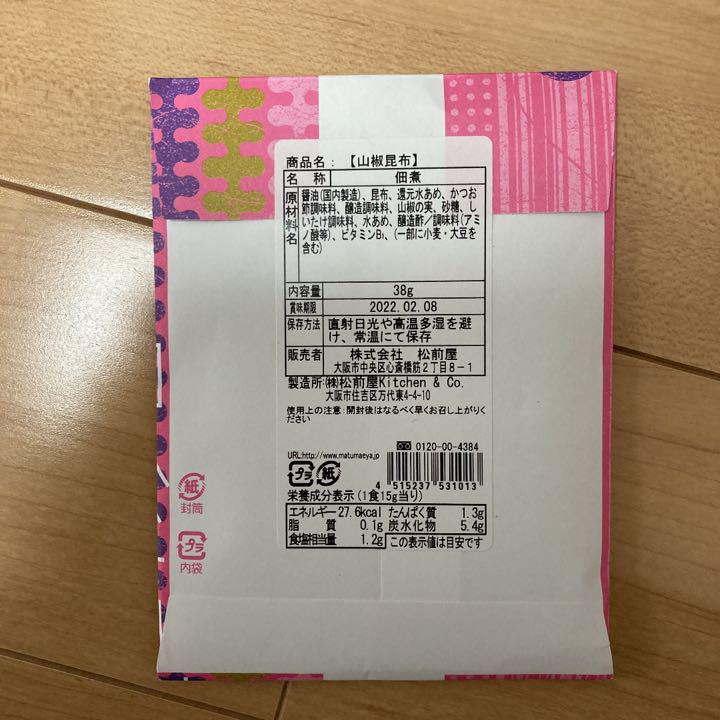 商品名：【山椒昆布】
名 称 佃煮
原材料名 醤油(国内製造)、昆布、還元水あめ、かつお
節調味料、醸造調味料、山椒の実、砂糖、し
いたけ調味料、水あめ、醸造酢／調味料(アミ
ノ酸等)、ビタミンB₁、(一部に小麦・大豆を
含む)
内容量 38g
賞味期限 2022.02.08
保存方法 直射日光や高温多湿を避
け、常温にて保存
販売者 株式会社 松前屋
大阪市中央区心斎橋筋2丁目8-1
製造所:㈱松前屋Kitchen & Co.
大阪市住吉区万代東4-4-10
使用上の注意:開封後はなるべく早くお召し上がりく
ださい
0120-00-4384
URL:http://www.matumaeya.jp
プラ 紙
4 515237 531013
栄養成分表示(1食15g当り)
エネルギー 27.6kcal たんぱく質 1.3g
脂 質 0.1g 炭水化物 5.4g
食塩相当量 1.2g この表示値は目安です
紙
封筒
プラ
内袋